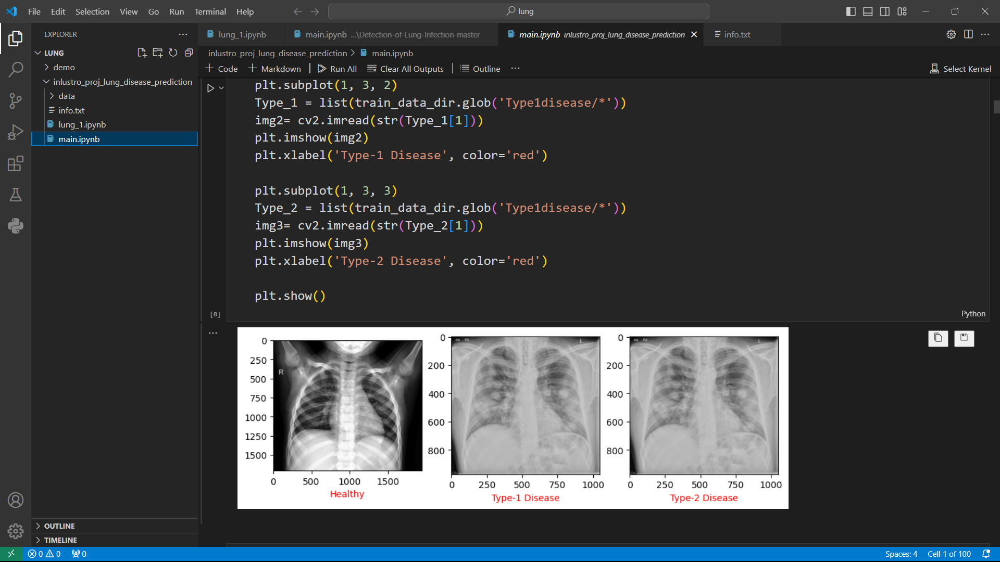 File Edit Selection View Go Run Terminal Help
lung
EXPLORER
LUNG
demo
inlustro_proj_lung_disease_prediction
data
info.txt
lung_1.ipynb
main.ipynb
OUTLINE
TIMELINE
lung_1.ipynb
main.ipynb ...\Detection-of-Lung-Infection-master
main.ipynb inlustro_proj_lung_disease_prediction
info.txt
inlustro_proj_lung_disease_prediction > main.ipynb
+ Code + Markdown Run All Clear All Outputs Outline ...
Select Kernel
plt.subplot(1, 3, 2)
Type_1 = list(train_data_dir.glob('Type1disease/*'))
img2= cv2.imread(str(Type_1[1]))
plt.imshow(img2)
plt.xlabel('Type-1 Disease', color='red')
plt.subplot(1, 3, 3)
Type_2 = list(train_data_dir.glob('Type1disease/*'))
img3= cv2.imread(str(Type_2[1]))
plt.imshow(img3)
plt.xlabel('Type-2 Disease', color='red')
plt.show()
[8]
Python
0
250
500
750
1000
1250
1500
R
0 500 1000 1500
Healthy
0
200
400
600
800
PA PA L
0 250 500 750 1000
Type-1 Disease
0
200
400
600
800
PA PA L
0 250 500 750 1000
Type-2 Disease
0 0 0
Spaces: 4 Cell 1 of 100